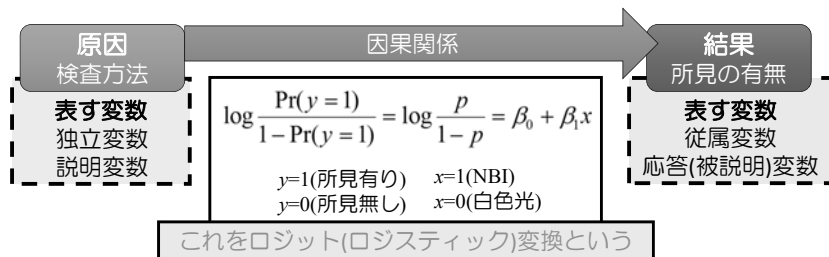 原因
検査方法
因果関係
結果
所見の有無
表す変数
独立変数
説明変数
log Pr(y = 1) / 1 − Pr(y = 1) = log p / 1 − p = β₀ + β₁x
y=1(所見有り) x=1(NBI)
y=0(所見無し) x=0(白色光)
表す変数
従属変数
応答(被説明)変数
これをロジット(ロジスティック)変換という